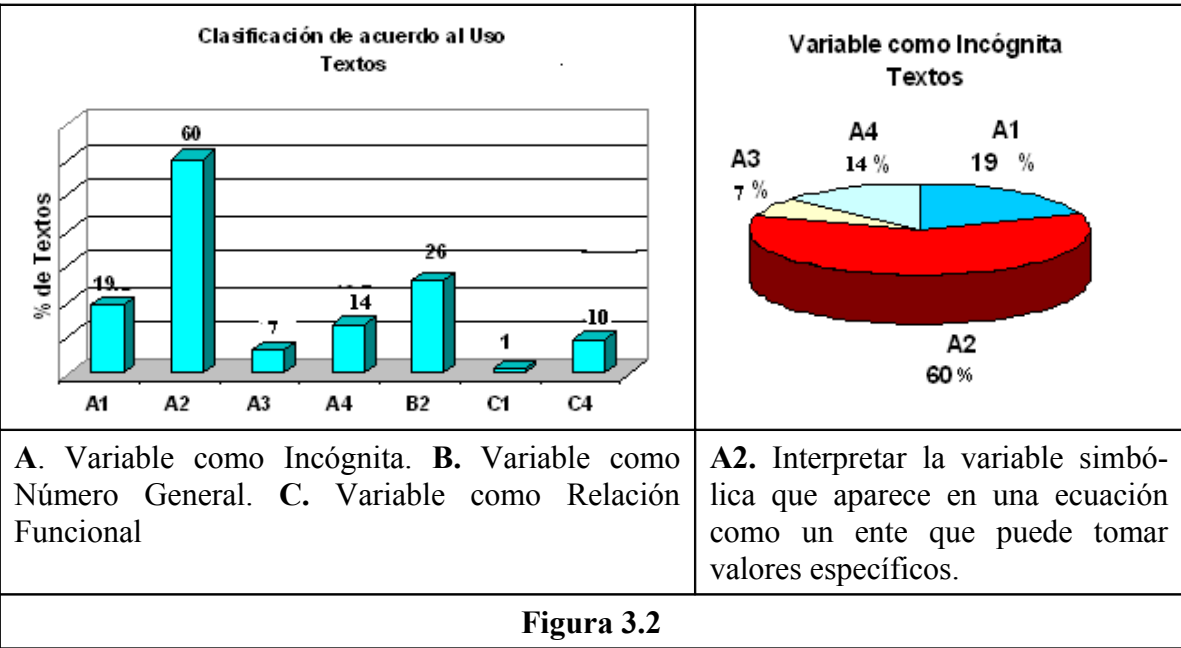 Clasificación de acuerdo al Uso
Textos
% de Textos
19
60
7
14
26
1
10
A1 A2 A3 A4 B2 C1 C4
Variable como Incógnita
Textos
A4
14 %
A1
19 %
A3
7 %
A2
60 %
A. Variable como Incógnita. B. Variable como
Número General. C. Variable como Relación
Funcional
A2. Interpretar la variable simbó-
lica que aparece en una ecuación
como un ente que puede tomar
valores específicos.
Figura 3.2